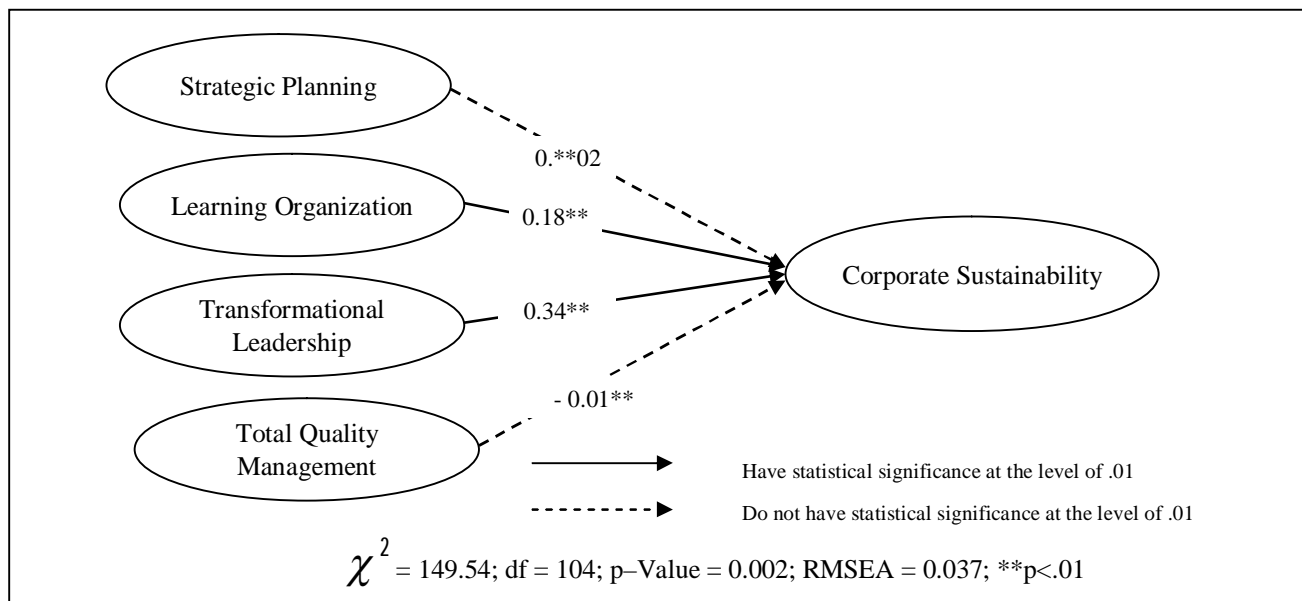 Strategic Planning
0.**02
Learning Organization
0.18**
Corporate Sustainability
Transformational
Leadership
0.34**
- 0.01**
Total Quality
Management
Have statistical significance at the level of .01
Do not have statistical significance at the level of .01
χ² = 149.54; df = 104; p–Value = 0.002; RMSEA = 0.037; **p<.01